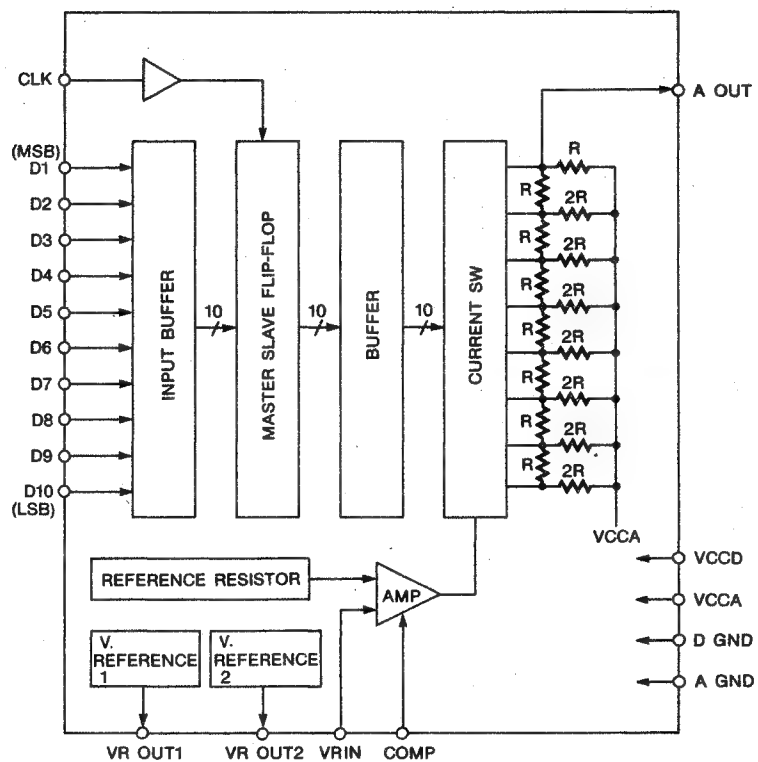 CLK
A OUT
(MSB)
D1
D2
D3
D4
D5
D6
D7
D8
D9
D10
(LSB)
INPUT BUFFER
10
MASTER SLAVE FLIP-FLOP
10
BUFFER
10
CURRENT SW
R
R
2R
R
2R
R
2R
R
2R
R
2R
R
2R
R
2R
VCCA
VCCD
VCCA
D GND
A GND
REFERENCE RESISTOR
AMP
V.
REFERENCE
1
V.
REFERENCE
2
VR OUT1
VR OUT2
VRIN
COMP